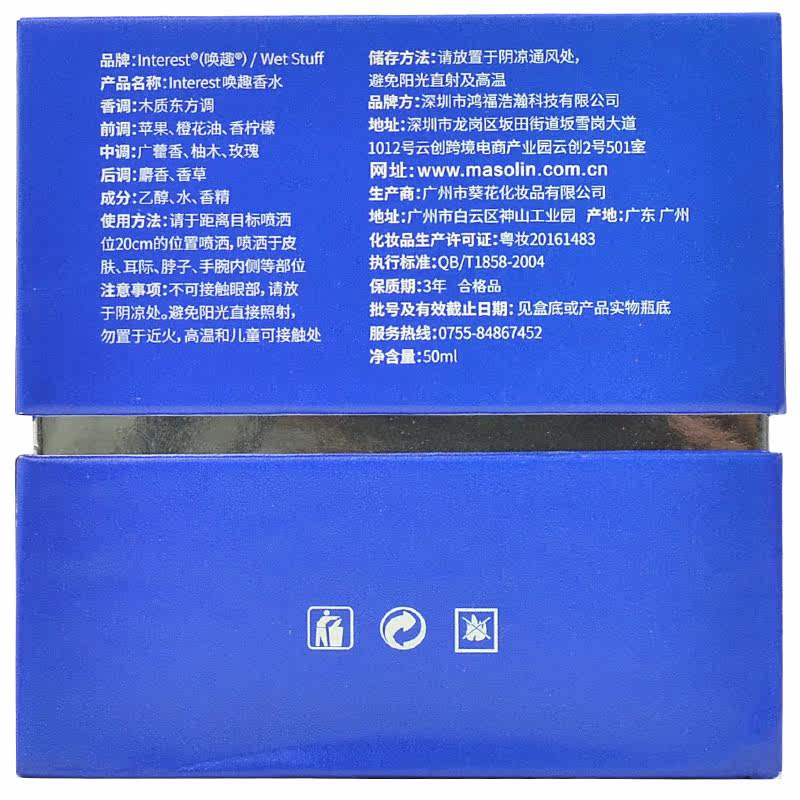 品牌:Interest®(唤趣®) / Wet Stuff
产品名称:Interest唤趣香水
香调:木质东方调
前调:苹果、橙花油、香柠檬
中调:广藿香、柚木、玫瑰
后调:麝香、香草
成分:乙醇、水、香精
使用方法:请于距离目标喷洒
位20cm的位置喷洒,喷洒于皮
肤、耳际、脖子、手腕内侧等部位
注意事项:不可接触眼部,请放
于阴凉处。避免阳光直接照射,
勿置于近火,高温和儿童可接触处
储存方法:请放置于阴凉通风处,
避免阳光直射及高温
品牌方:深圳市鸿福浩瀚科技有限公司
地址:深圳市龙岗区坂田街道坂雪岗大道
1012号云创跨境电商产业园云创2号501室
网址:www.masolin.com.cn
生产商:广州市葵花化妆品有限公司
地址:广州市白云区神山工业园 产地:广东 广州
化妆品生产许可证:粤妆20161483
执行标准:QB/T1858-2004
保质期:3年 合格品
批号及有效截止日期: 见盒底或产品实物瓶底
服务热线:0755-84867452
净含量:50ml